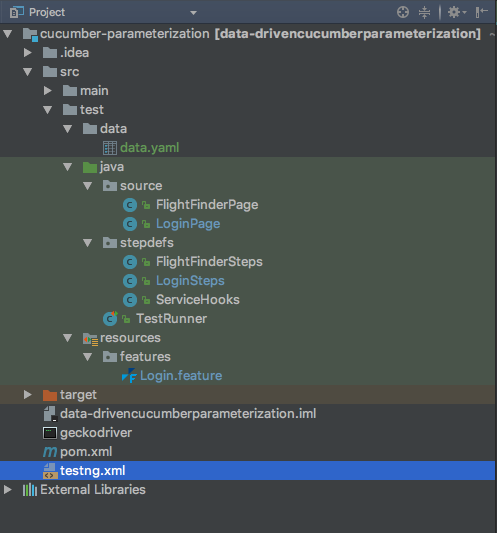 Project
cucumber-parameterization [data-drivencucumberparameterization]
.idea
src
main
test
data
data.yaml
java
source
FlightFinderPage
LoginPage
stepdefs
FlightFinderSteps
LoginSteps
ServiceHooks
TestRunner
resources
features
Login.feature
target
data-drivencucumberparameterization.iml
geckodriver
pom.xml
testng.xml
External Libraries